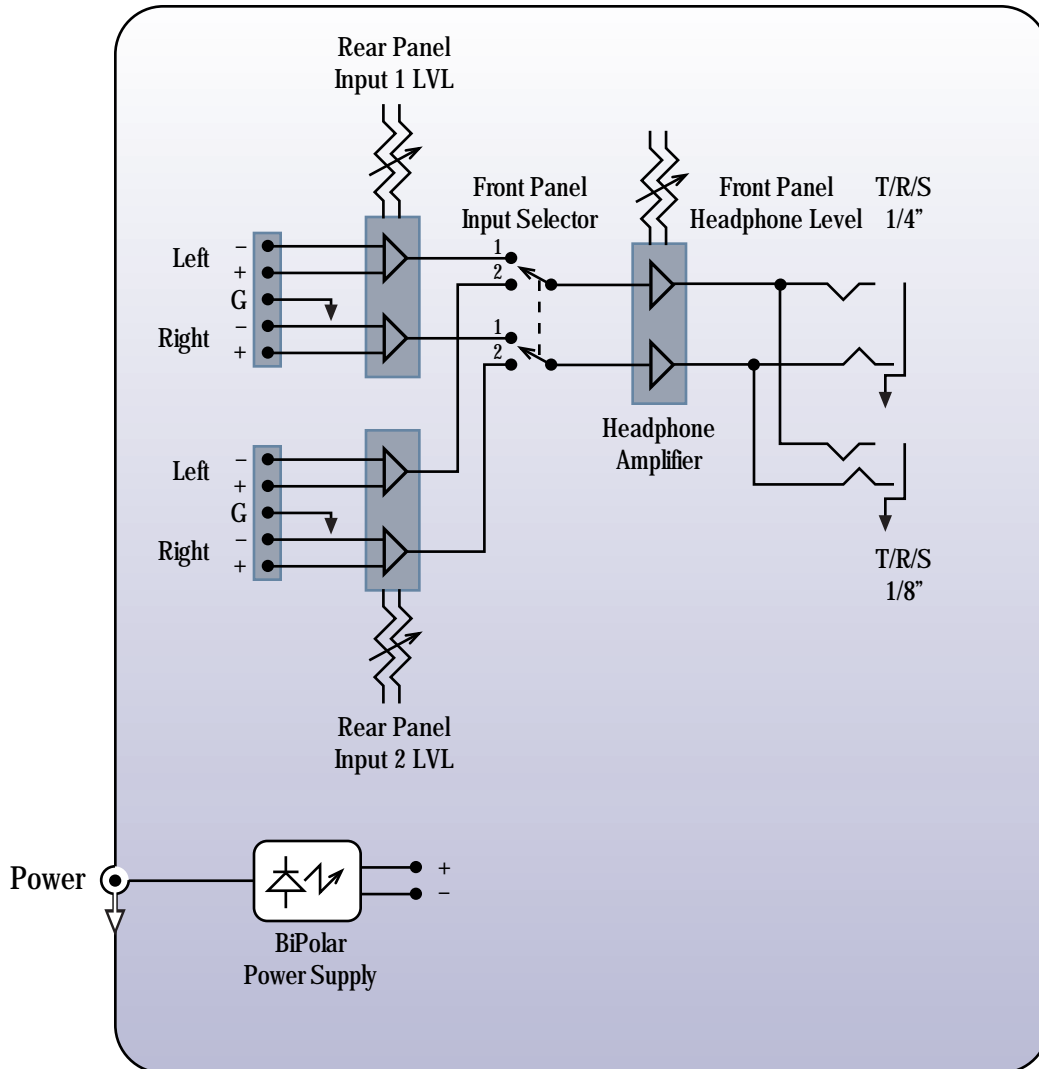 Rear Panel
Input 1 LVL
Front Panel
Input Selector
Front Panel
Headphone Level
T/R/S
1/4”
Left
−
+
G
Right
−
+
1
2
1
2
Headphone
Amplifier
Left
−
+
G
Right
−
+
T/R/S
1/8”
Rear Panel
Input 2 LVL
Power
+
−
BiPolar
Power Supply